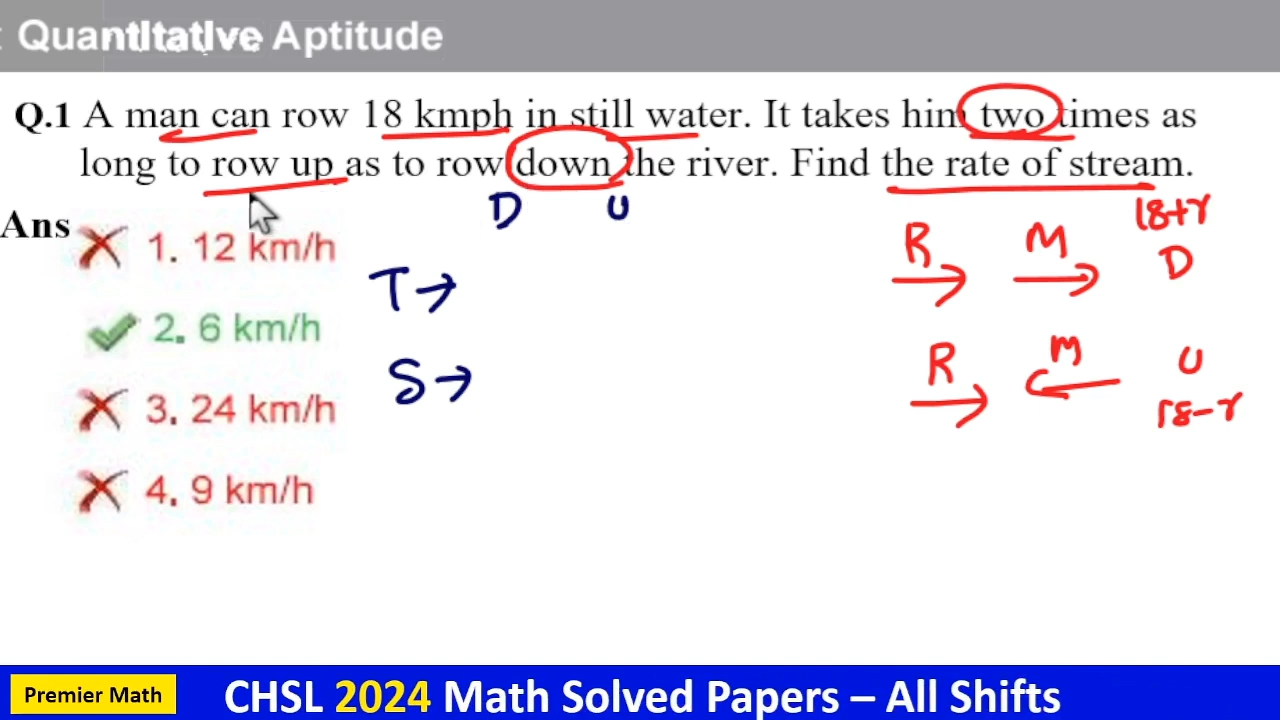 Quantitative Aptitude
Q.1 A man can row 18 kmph in still water. It takes him two times as
long to row up as to row down the river. Find the rate of stream.
Ans
1. 12 km/h
2. 6 km/h
3. 24 km/h
4. 9 km/h
D U
T→
S→
R M 18+r
D
R M U
18-r
Premier Math
CHSL 2024 Math Solved Papers – All Shifts